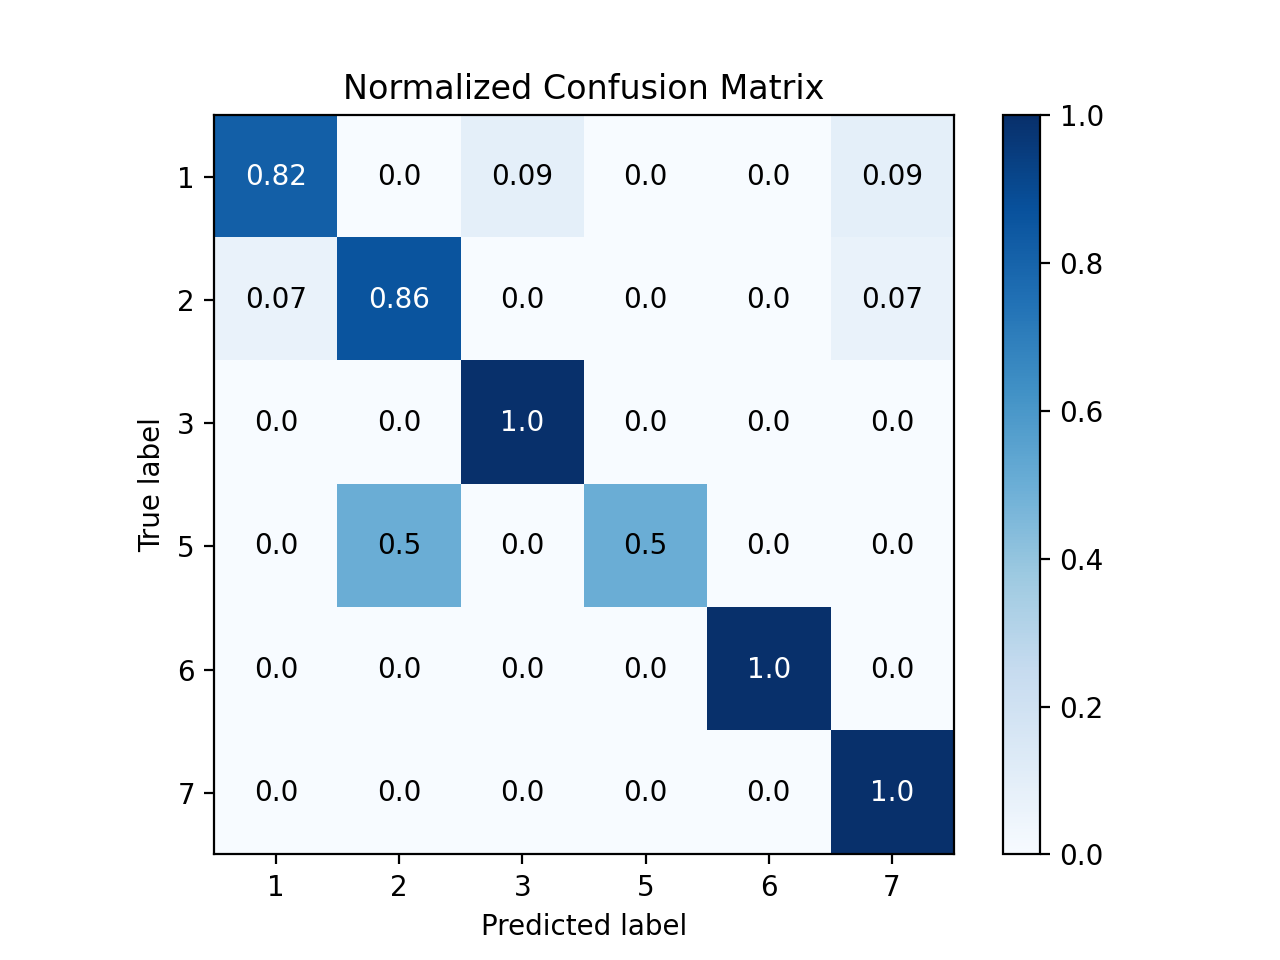 Normalized Confusion Matrix
1 0.82 0.0 0.09 0.0 0.0 0.09
2 0.07 0.86 0.0 0.0 0.0 0.07
3 0.0 0.0 1.0 0.0 0.0 0.0
5 0.0 0.5 0.0 0.5 0.0 0.0
6 0.0 0.0 0.0 0.0 1.0 0.0
7 0.0 0.0 0.0 0.0 0.0 1.0
1 2 3 5 6 7
Predicted label
True label
1.0
0.8
0.6
0.4
0.2
0.0